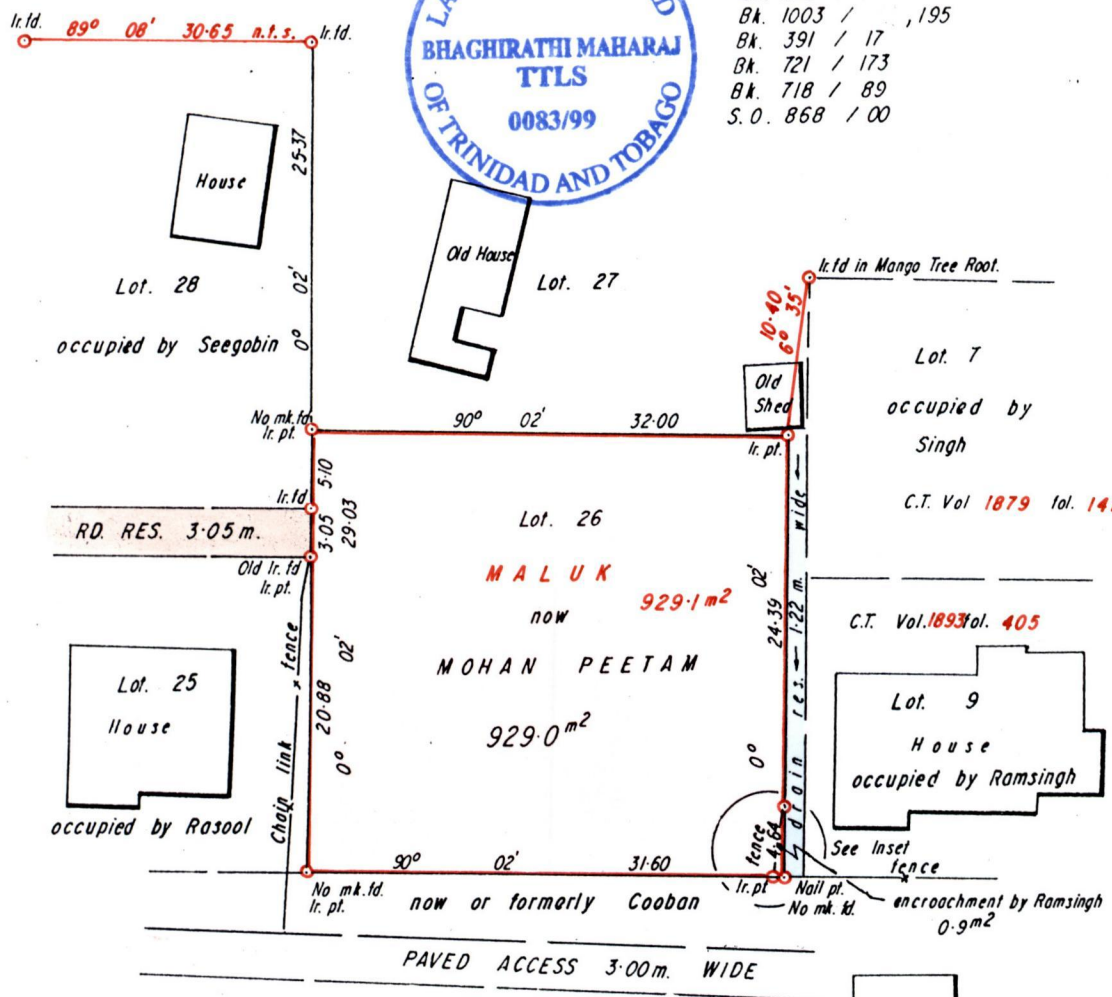 Ir. fd.
89° 08' 30·65 n.t.s.
Ir. fd.
BHAGHIRATHI MAHARAJ
TTLS
0083/99
OF TRINIDAD AND TOBAGO
Bk. 1003 / ,195
Bk. 391 / 17
Bk. 721 / 173
Bk. 718 / 89
S.O. 868 / 00
House
25·37
02'
0°
Lot. 28
occupied by Seegobin
Old House
Lot. 27
Ir. fd in Mango Tree Root.
10·40
6° 35'
Old
Shed
Lot. 7
occupied by
Singh
C.T. Vol 1879 fol. 14
No mk. fd.
Ir. pt.
90° 02' 32·00
Ir. pt.
5·10
Ir. fd
3·05
29·03
RD. RES. 3·05 m.
Old Ir. fd
Ir. pt.
Lot. 26
MALUK
929·1 m2
now
MOHAN PEETAM
929·0 m2
24·39
02'
0°
drain res. 1·22 m. wide
C.T. Vol. 1893 fol. 405
Lot. 25
House
occupied by Rasool
Chain link x fence
20·88
02'
0°
Lot. 9
House
occupied by Ramsingh
fence
4·64
See Inset
fence
x
90° 02' 31·60
No mk. fd.
Ir. pt.
Ir. pt
Nail pt.
No mk. fd.
encroachment by Ramsingh
0·9 m2
now or formerly Cooban
PAVED ACCESS 3·00m. WIDE